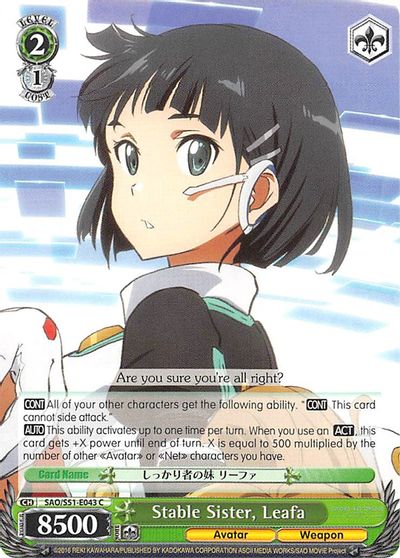 LEVEL
2
1
COST
Are you sure you're all right?
CONT All of your other characters get the following ability. "CONT This card
cannot side attack."
AUTO This ability activates up to one time per turn. When you use an ACT, this
card gets +X power until end of turn. X is equal to 500 multiplied by the
number of other «Avatar» or «Net» characters you have.
Card Name
しっかり者の妹 リーファ
CH SAO/S51-E043 C
8500
Stable Sister, Leafa
Avatar
Weapon
©2016 REKI KAWAHARA/PUBLISHED BY KADOKAWA CORPORATION ASCII MEDIA WORKS/SAO MOVIE Project